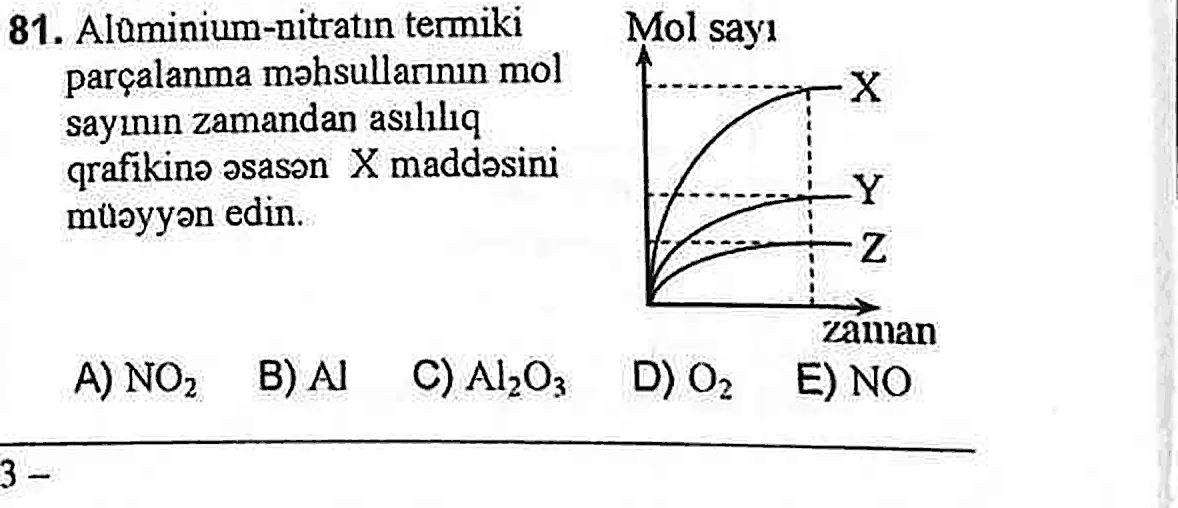 81. Alüminium-nitratın termiki
parçalanma məhsullarının mol
sayının zamandan asılılıq
qrafikinə əsasən X maddəsini
müəyyən edin.
Mol sayı
X
Y
Z
zaman
A) NO₂ B) Al C) Al₂O₃ D) O₂ E) NO
3 –